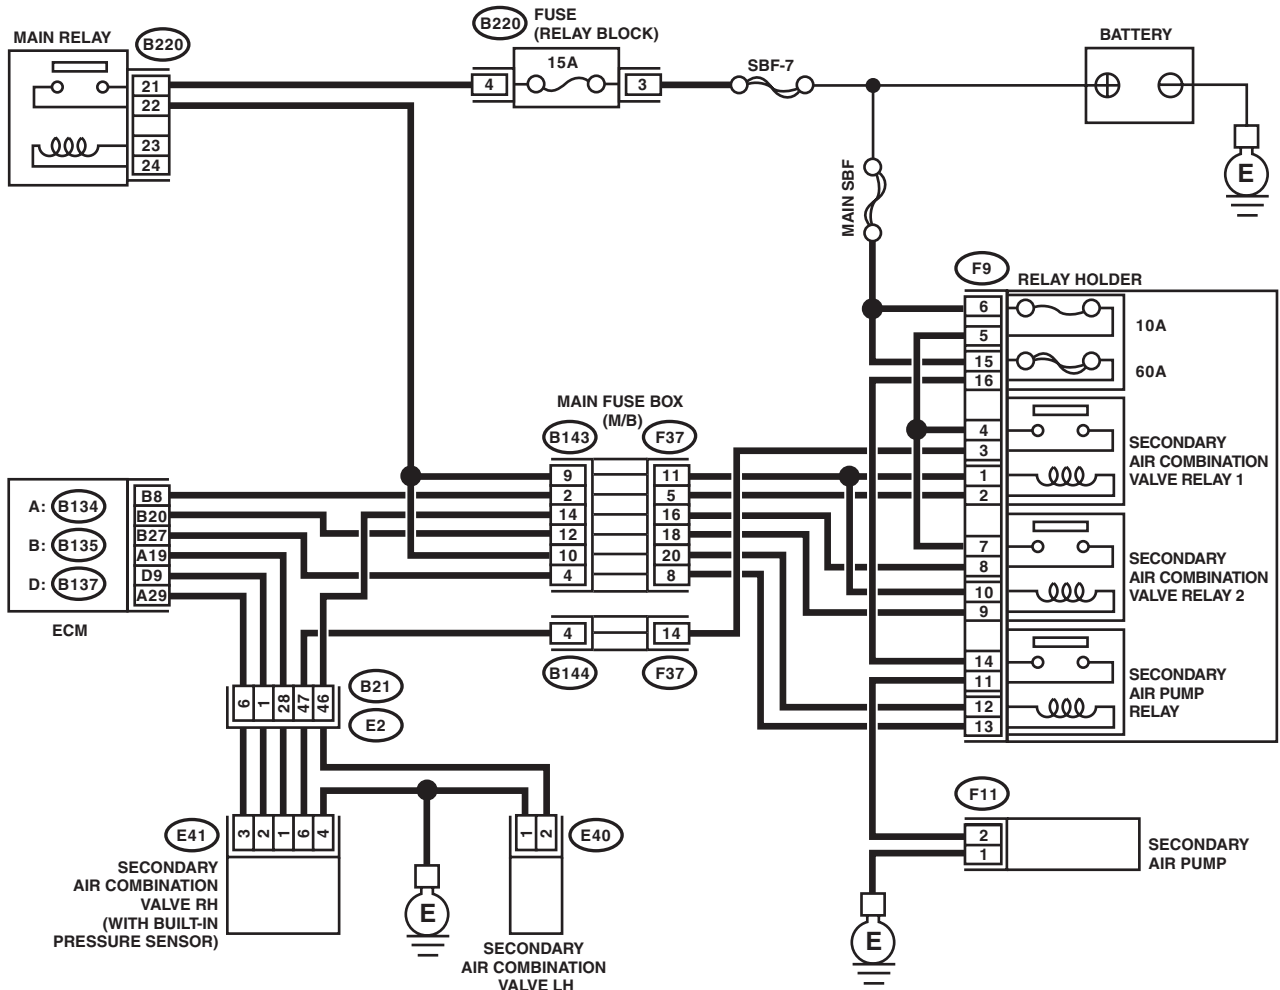 MAIN RELAY
B220
21
22
23
24
B220
FUSE
(RELAY BLOCK)
15A
4
3
SBF-7
BATTERY
E
MAIN SBF
F9
RELAY HOLDER
6
5
15
16
4
3
1
2
7
8
10
9
14
11
12
13
10A
60A
SECONDARY
AIR COMBINATION
VALVE RELAY 1
SECONDARY
AIR COMBINATION
VALVE RELAY 2
SECONDARY
AIR PUMP
RELAY
MAIN FUSE BOX
(M/B)
B143
F37
9
2
14
12
10
4
11
5
16
18
20
8
4
14
B144
F37
A: B134
B: B135
D: B137
B8
B20
B27
A19
D9
A29
ECM
6
1
28
47
46
B21
E2
E41
3
2
1
6
4
SECONDARY
AIR COMBINATION
VALVE RH
(WITH BUILT-IN
PRESSURE SENSOR)
E
1
2
E40
SECONDARY
AIR COMBINATION
VALVE LH
F11
2
1
SECONDARY
AIR PUMP
E